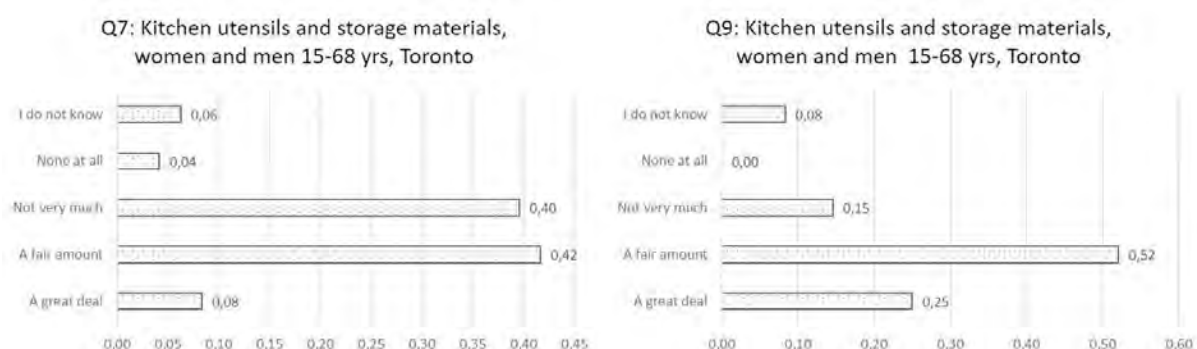 Q7: Kitchen utensils and storage materials,
women and men 15-68 yrs, Toronto
I do not know
0,06
None at all
0,04
Not very much
0,40
A fair amount
0,42
A great deal
0,08
0,00 0,05 0,10 0,15 0,20 0,25 0,30 0,35 0,40 0,45
Q9: Kitchen utensils and storage materials,
women and men 15-68 yrs, Toronto
I do not know
0,08
None at all
0,00
Not very much
0,15
A fair amount
0,52
A great deal
0,25
0,00 0,10 0,20 0,30 0,40 0,50 0,60